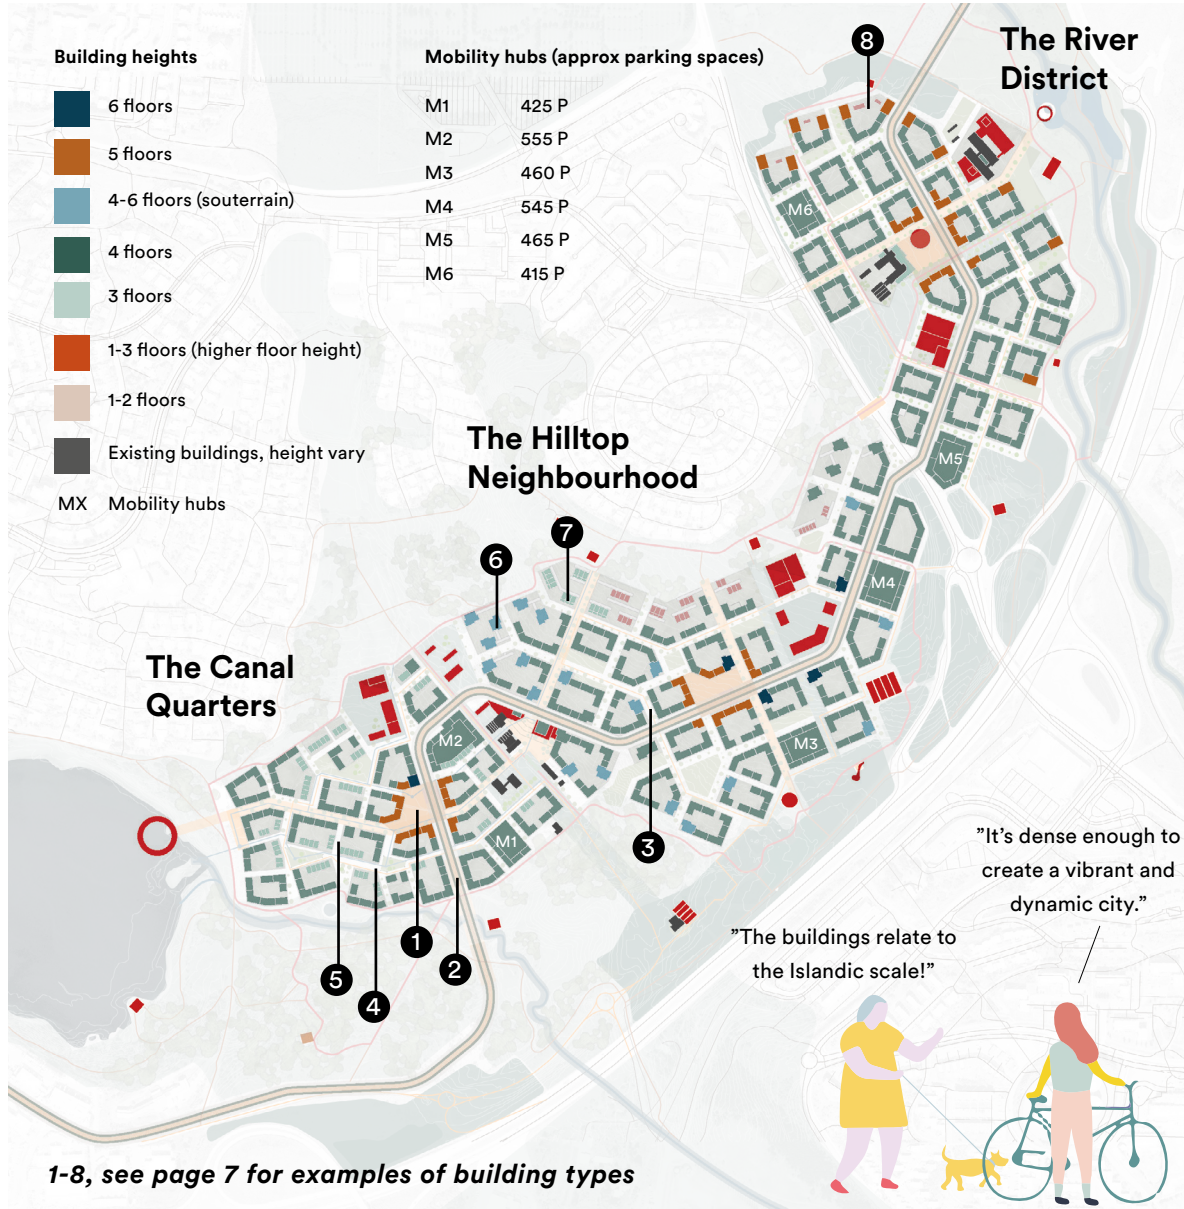 Building heights
6 floors
5 floors
4-6 floors (souterrain)
4 floors
3 floors
1-3 floors (higher floor height)
1-2 floors
Existing buildings, height vary
MX Mobility hubs
Mobility hubs (approx parking spaces)
M1 425 P
M2 555 P
M3 460 P
M4 545 P
M5 465 P
M6 415 P
8
The River
District
M6
M5
The Hilltop
Neighbourhood
7
6
M4
The Canal
Quarters
M2
M3
M1
3
1
2
5
4
”It’s dense enough to
create a vibrant and
dynamic city.”
”The buildings relate to
the Islandic scale!”
1-8, see page 7 for examples of building types